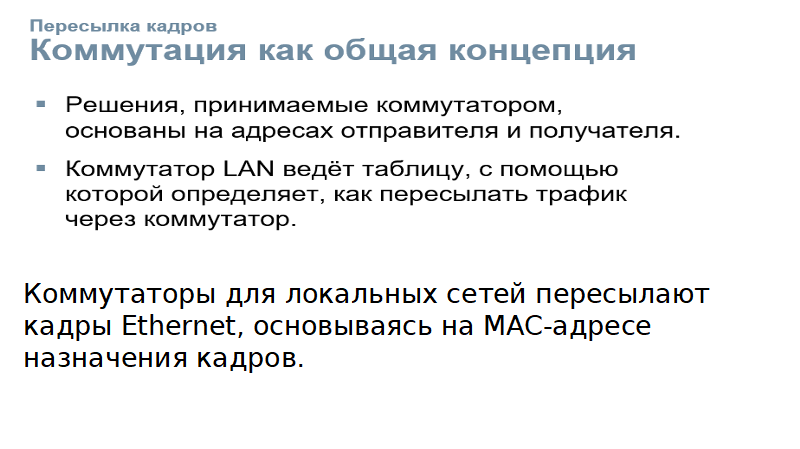 Пересылка кадров
Коммутация как общая концепция
Решения, принимаемые коммутатором,
основаны на адресах отправителя и получателя.
Коммутатор LAN ведёт таблицу, с помощью
которой определяет, как пересылать трафик
через коммутатор.
Коммутаторы для локальных сетей пересылают
кадры Ethernet, основываясь на MAC-адресе
назначения кадров.